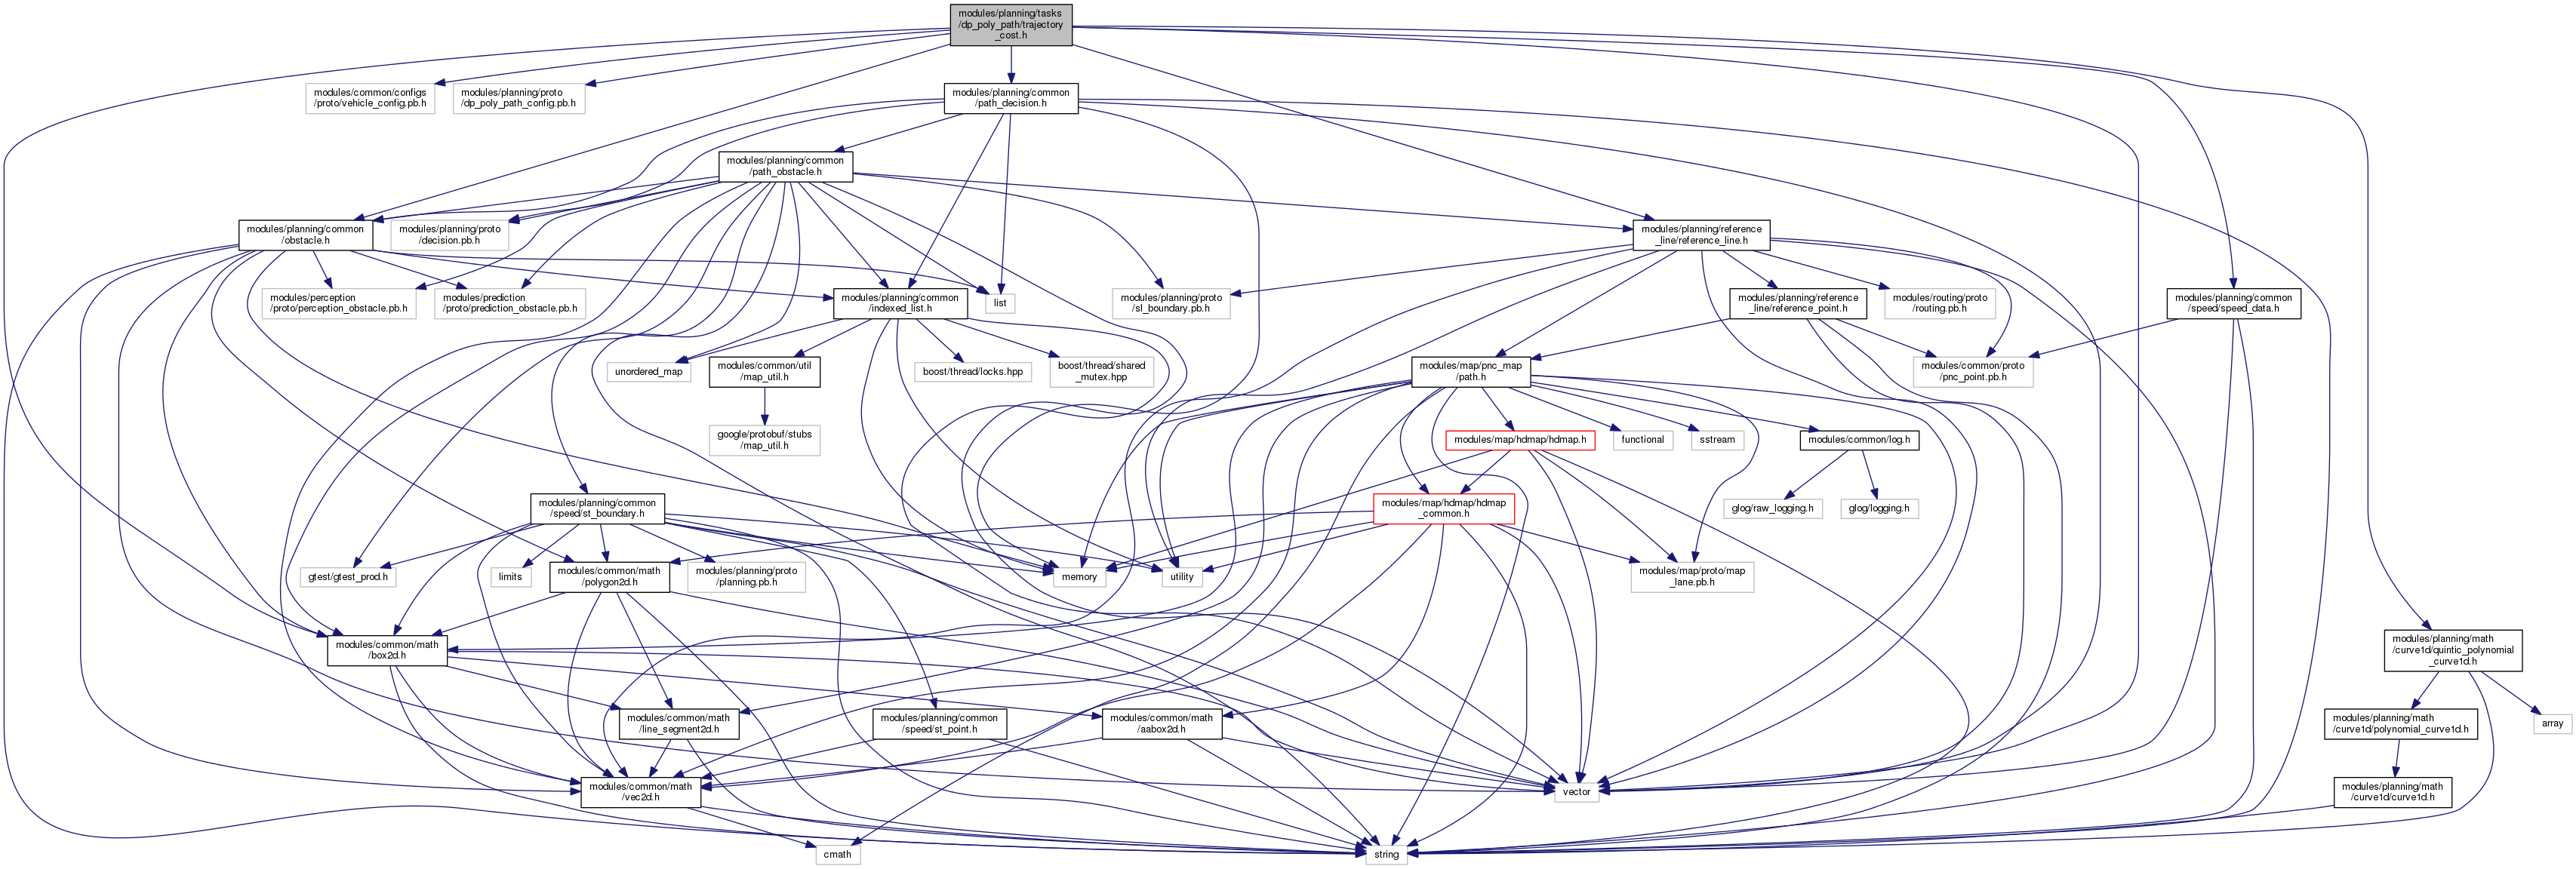 modules/planning/tasks
/dp_poly_path/trajectory
_cost.h
modules/common/configs
/proto/vehicle_config.pb.h
modules/planning/proto
/dp_poly_path_config.pb.h
modules/planning/common
/path_decision.h
modules/planning/common
/path_obstacle.h
modules/planning/common
/obstacle.h
modules/planning/proto
/decision.pb.h
modules/planning/reference
_line/reference_line.h
modules/perception
/proto/perception_obstacle.pb.h
modules/prediction
/proto/prediction_obstacle.pb.h
modules/planning/common
/indexed_list.h
list
modules/planning/proto
/sl_boundary.pb.h
modules/planning/reference
_line/reference_point.h
modules/routing/proto
/routing.pb.h
modules/planning/common
/speed/speed_data.h
unordered_map
modules/common/util
/map_util.h
boost/thread/locks.hpp
boost/thread/shared
_mutex.hpp
modules/map/pnc_map
/path.h
modules/common/proto
/pnc_point.pb.h
google/protobuf/stubs
/map_util.h
modules/map/hdmap/hdmap.h
functional
sstream
modules/common/log.h
modules/planning/common
/speed/st_boundary.h
modules/map/hdmap/hdmap
_common.h
glog/raw_logging.h
glog/logging.h
gtest/gtest_prod.h
limits
modules/common/math
/polygon2d.h
modules/planning/proto
/planning.pb.h
memory
utility
modules/map/proto/map
_lane.pb.h
modules/common/math
/box2d.h
modules/planning/math
/curve1d/quintic_polynomial
_curve1d.h
modules/common/math
/line_segment2d.h
modules/planning/common
/speed/st_point.h
modules/common/math
/aabox2d.h
modules/planning/math
/curve1d/polynomial_curve1d.h
array
modules/common/math
/vec2d.h
vector
modules/planning/math
/curve1d/curve1d.h
cmath
string